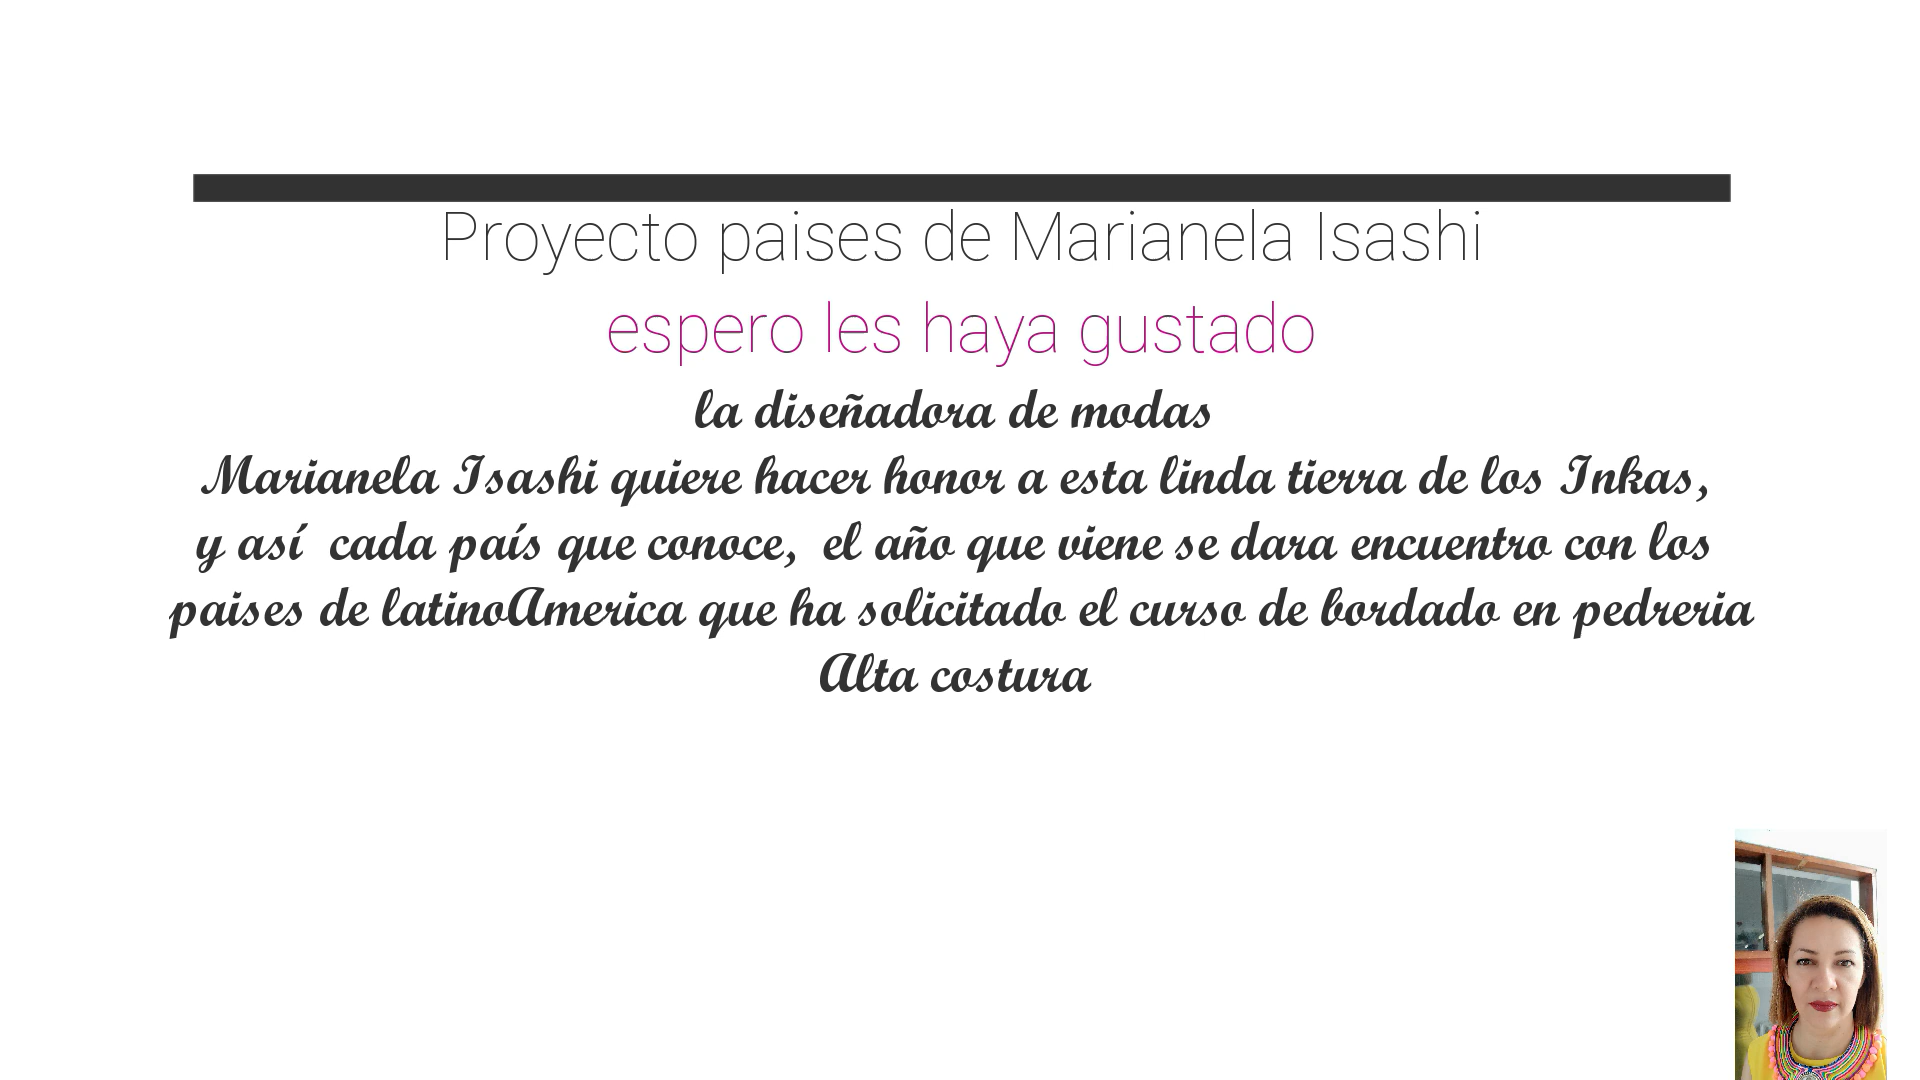 Proyecto paises de Marianela Isashi
espero les haya gustado
la diseñadora de modas
Marianela Isashi quiere hacer honor a esta linda tierra de los Inkas,
y así  cada país que conoce,  el año que viene se dara encuentro con los
paises de latinoAmerica que ha solicitado el curso de bordado en pedreria
Alta costura